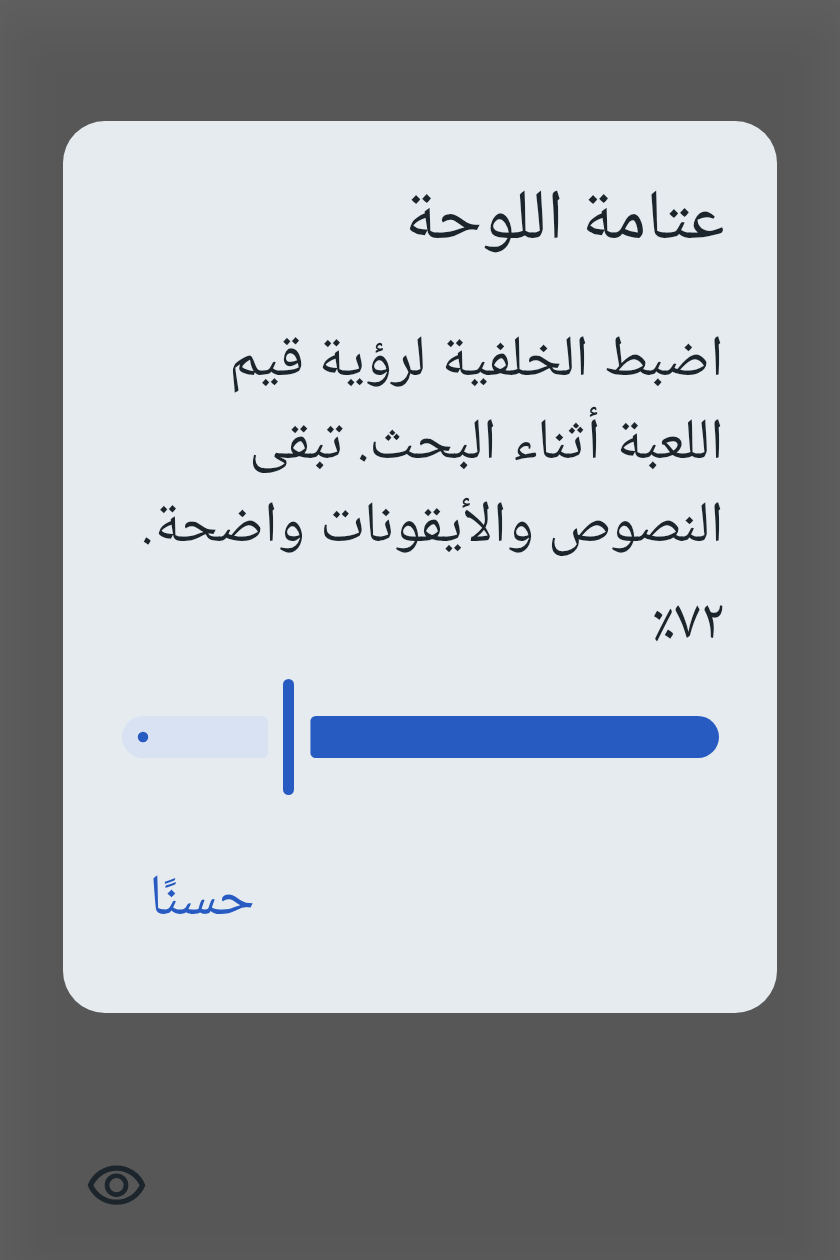 عتامة اللوحة
اضبط الخلفية لرؤية قيم
اللعبة أثناء البحث. تبقى
النصوص والأيقونات واضحة.
٧٢٪
حسنًا